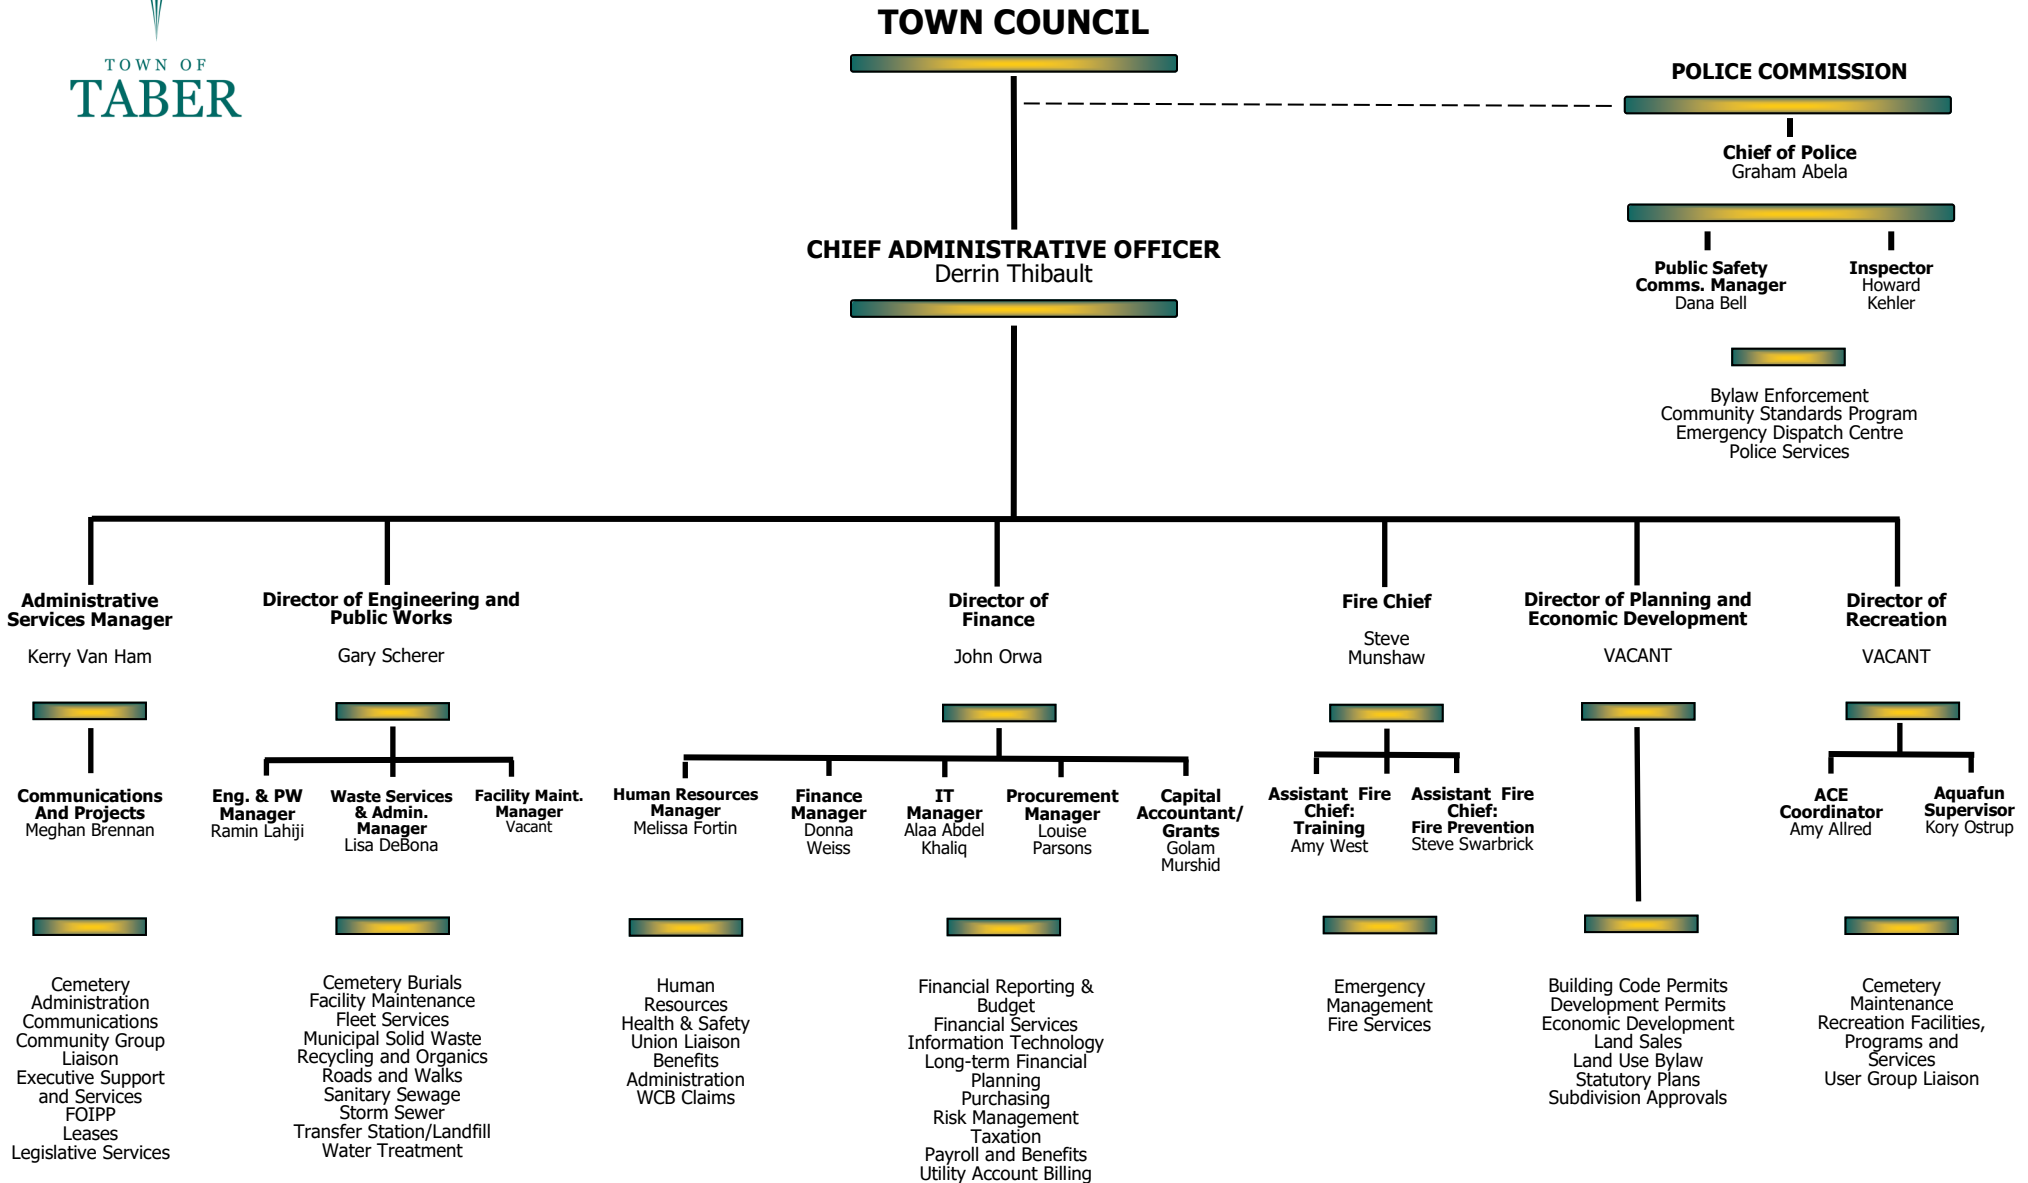 TOWN OF
TABER
TOWN COUNCIL
POLICE COMMISSION
Chief of Police
Graham Abela
CHIEF ADMINISTRATIVE OFFICER
Derrin Thibault
Public Safety
Comms. Manager
Dana Bell
Inspector
Howard
Kehler
Bylaw Enforcement
Community Standards Program
Emergency Dispatch Centre
Police Services
Administrative
Services Manager
Kerry Van Ham
Director of Engineering and
Public Works
Gary Scherer
Director of
Finance
John Orwa
Fire Chief
Steve
Munshaw
Director of Planning and
Economic Development
VACANT
Director of
Recreation
VACANT
Communications
And Projects
Meghan Brennan
Eng. & PW
Manager
Ramin Lahiji
Waste Services
& Admin.
Manager
Lisa DeBona
Facility Maint.
Manager
Vacant
Human Resources
Manager
Melissa Fortin
Finance
Manager
Donna
Weiss
IT
Manager
Alaa Abdel
Khaliq
Procurement
Manager
Louise
Parsons
Capital
Accountant/
Grants
Golam
Murshid
Assistant Fire
Chief:
Training
Amy West
Assistant Fire
Chief:
Fire Prevention
Steve Swarbrick
ACE
Coordinator
Amy Allred
Aquafun
Supervisor
Kory Ostrup
Cemetery
Administration
Communications
Community Group
Liaison
Executive Support
and Services
FOIPP
Leases
Legislative Services
Cemetery Burials
Facility Maintenance
Fleet Services
Municipal Solid Waste
Recycling and Organics
Roads and Walks
Sanitary Sewage
Storm Sewer
Transfer Station/Landfill
Water Treatment
Human
Resources
Health & Safety
Union Liaison
Benefits
Administration
WCB Claims
Financial Reporting &
Budget
Financial Services
Information Technology
Long-term Financial
Planning
Purchasing
Risk Management
Taxation
Payroll and Benefits
Utility Account Billing
Emergency
Management
Fire Services
Building Code Permits
Development Permits
Economic Development
Land Sales
Land Use Bylaw
Statutory Plans
Subdivision Approvals
Cemetery
Maintenance
Recreation Facilities,
Programs and
Services
User Group Liaison